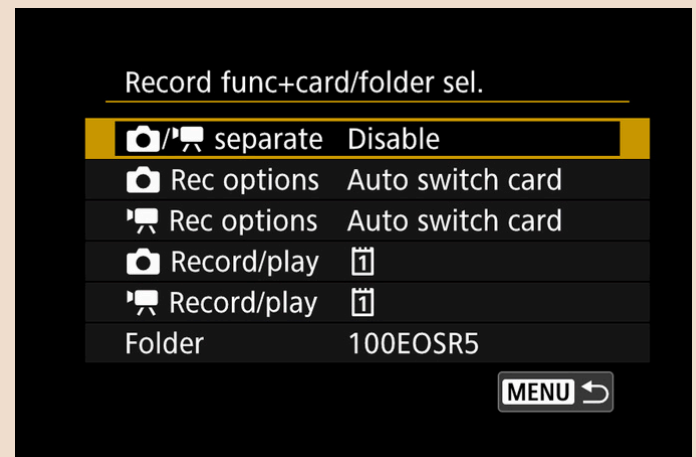 Record func+card/folder sel.
/ separate Disable
Rec options Auto switch card
Rec options Auto switch card
Record/play 1
Record/play 1
Folder 100EOSR5
MENU